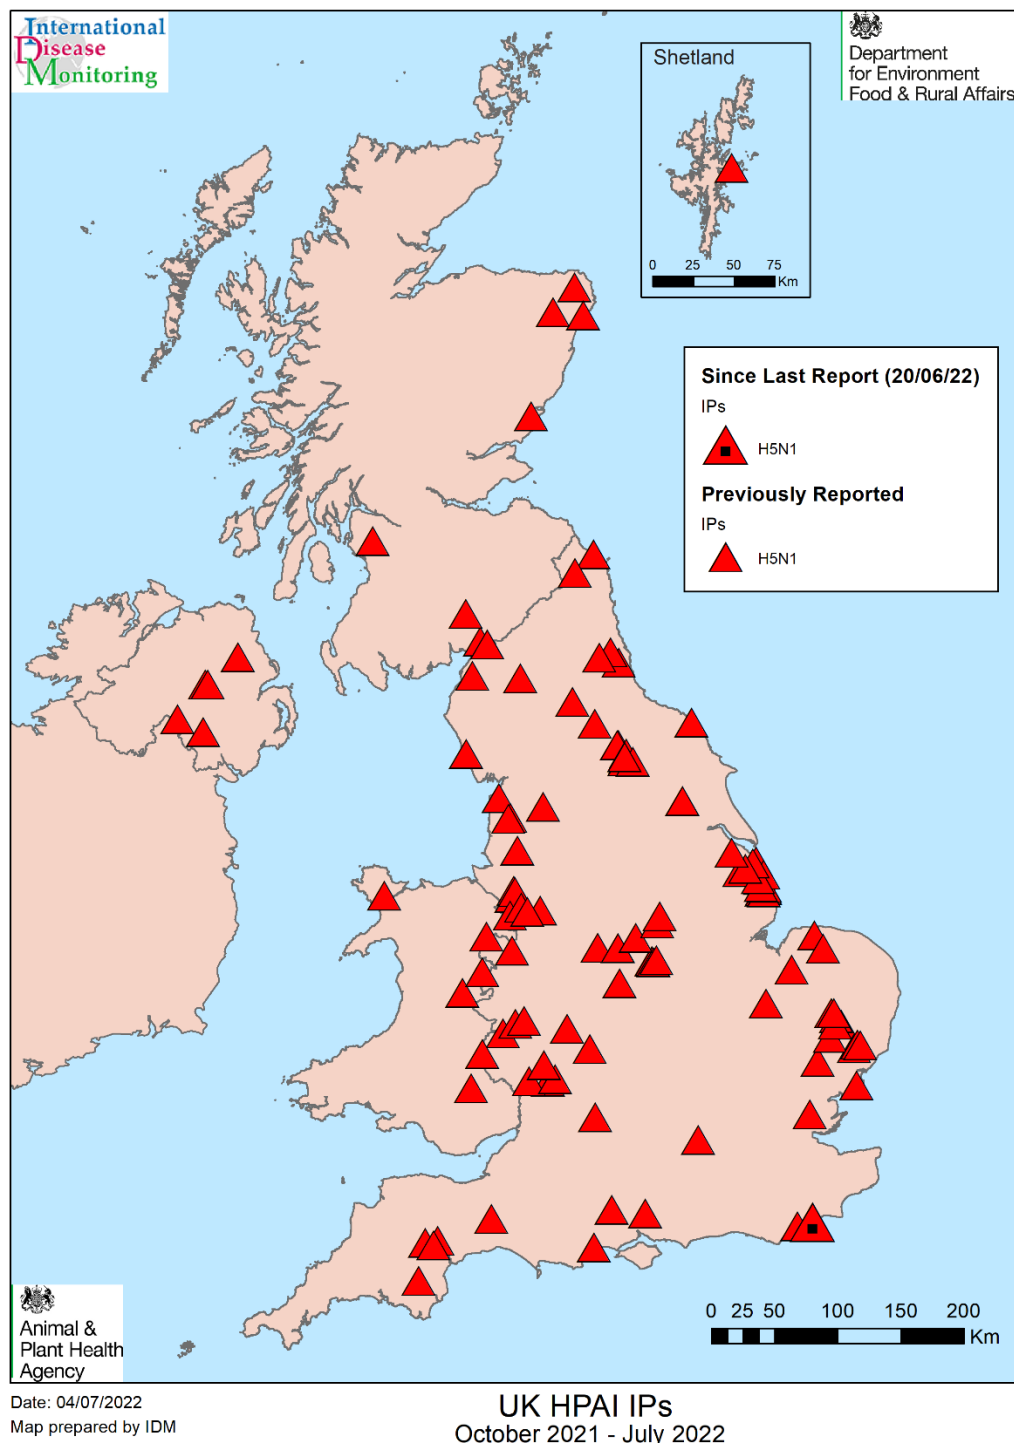 International
Disease
Monitoring
Department
for Environment
Food & Rural Affairs
Shetland
0 25 50 75
Km
Since Last Report (20/06/22)
IPs
H5N1
Previously Reported
IPs
H5N1
0 25 50 100 150 200
Km
Animal &
Plant Health
Agency
Date: 04/07/2022
Map prepared by IDM
UK HPAI IPs
October 2021 - July 2022